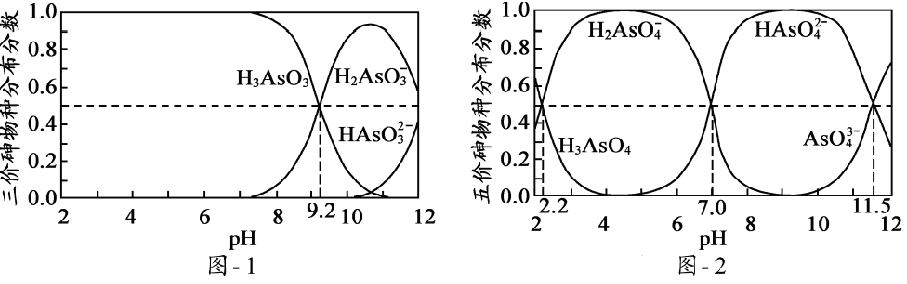 三价砷物种分布分数
1.0
0.8
0.6
0.4
0.2
0.0
H₃AsO₃
H₂AsO₃⁻
HAsO₃²⁻
9.2
2 4 6 8 10 12
pH
图-1
五价砷物种分布分数
1.0
0.8
0.6
0.4
0.2
0.0
H₂AsO₄⁻
HAsO₄²⁻
H₃AsO₄
AsO₄³⁻
2.2 7.0 11.5
2 4 6 8 10 12
pH
图-2